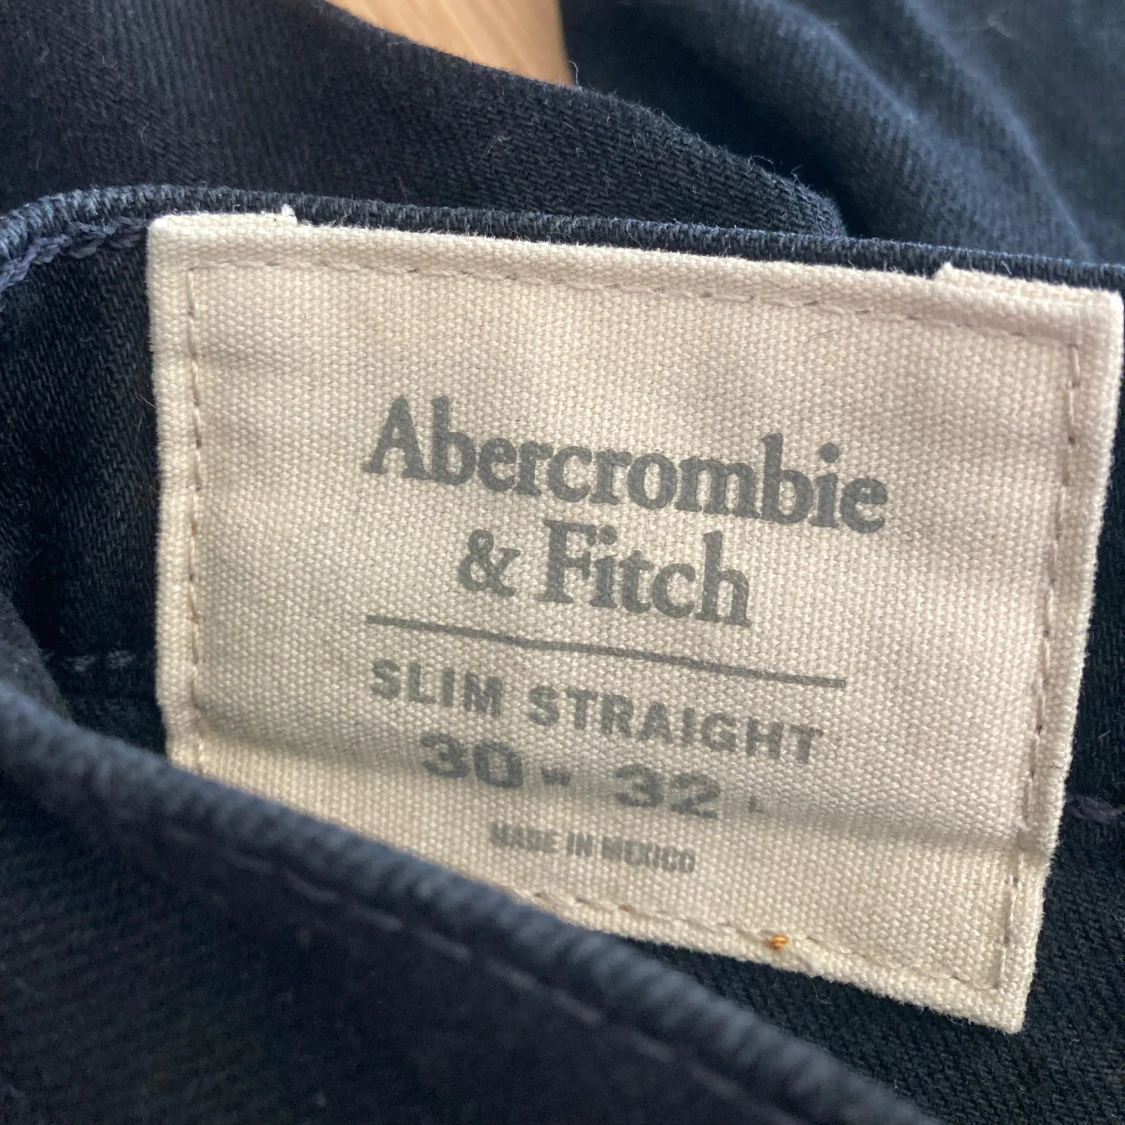 Abercrombie
& Fitch
SLIM STRAIGHT
30 W 32 L
MADE IN MEXICO